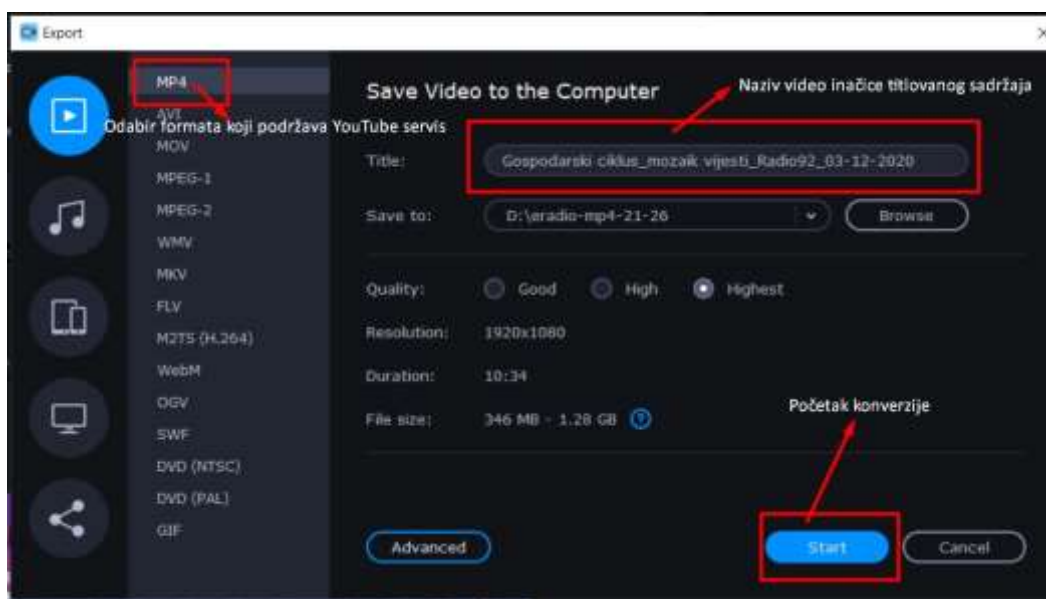 Export
MP4
AVI
MOV
MPEG-1
MPEG-2
WMV
MKV
FLV
M2TS (H.264)
WebM
OGV
SWF
DVD (NTSC)
DVD (PAL)
GIF
Odabir formata koji podržava YouTube servis
Save Video to the Computer
Naziv video inačice titlovanog sadržaja
Title: Gospodarski ciklus_mozaik vijesti_Radio92_03-12-2020
Save to: D:\eradio-mp4-21-26 Browse
Quality: Good High Highest
Resolution: 1920x1080
Duration: 10:34
File size: 346 MB - 1.28 GB ?
Početak konverzije
Advanced Start Cancel